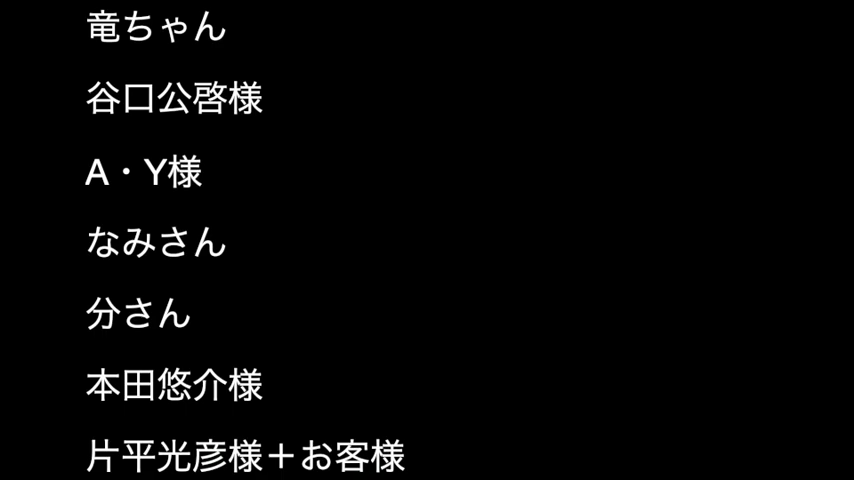 竜ちゃん
谷口公啓様
A・Y様
なみさん
分さん
本田悠介様
片平光彦様＋お客様